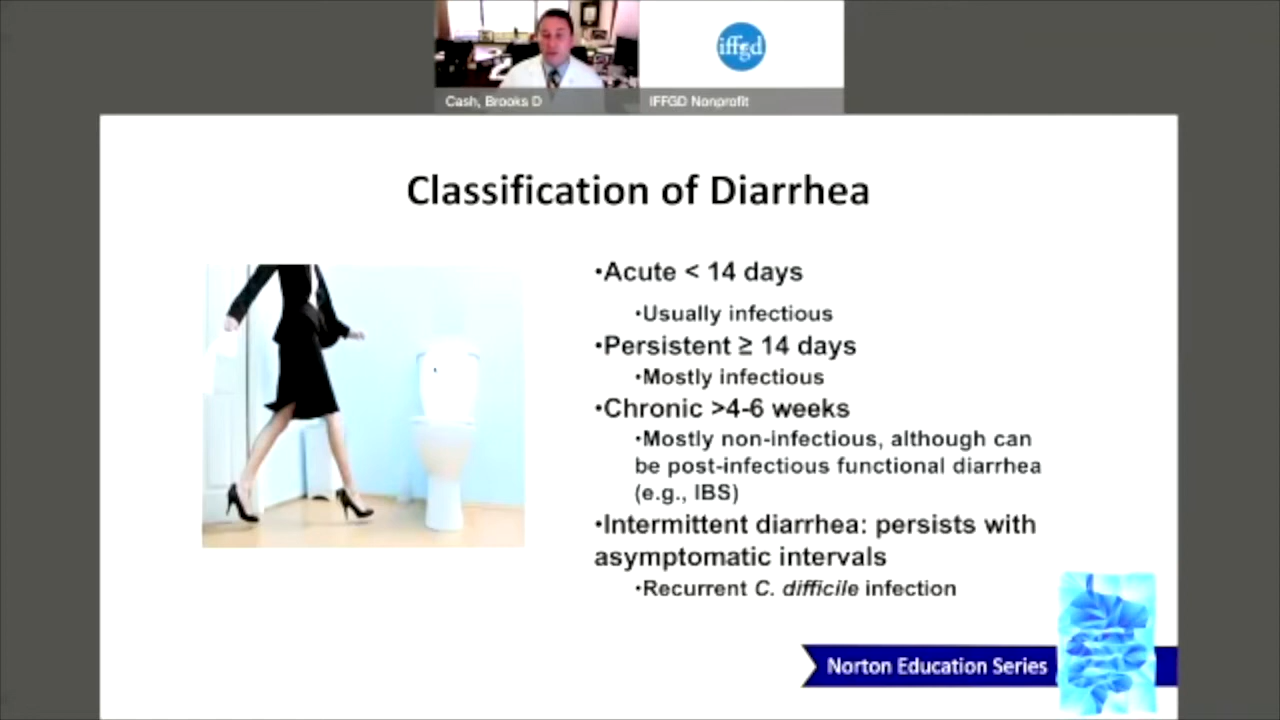 Cash, Brooks D
iffgd
IFFGD Nonprofit
Classification of Diarrhea
•Acute < 14 days
•Usually infectious
•Persistent ≥ 14 days
•Mostly infectious
•Chronic >4-6 weeks
•Mostly non-infectious, although can
be post-infectious functional diarrhea
(e.g., IBS)
•Intermittent diarrhea: persists with
asymptomatic intervals
•Recurrent C. difficile infection
Norton Education Series